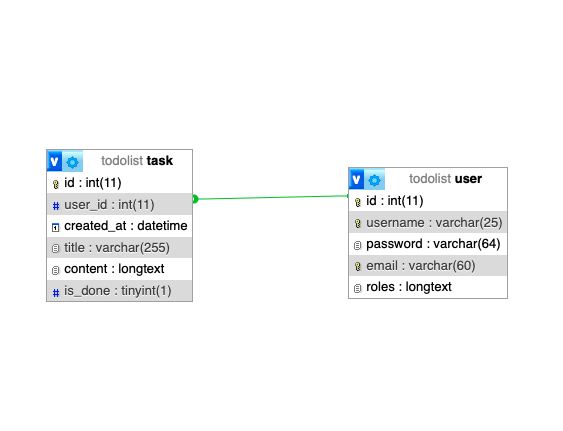 V todolist task
id : int(11)
# user_id : int(11)
created_at : datetime
title : varchar(255)
content : longtext
# is_done : tinyint(1)
V todolist user
id : int(11)
username : varchar(25)
password : varchar(64)
email : varchar(60)
roles : longtext